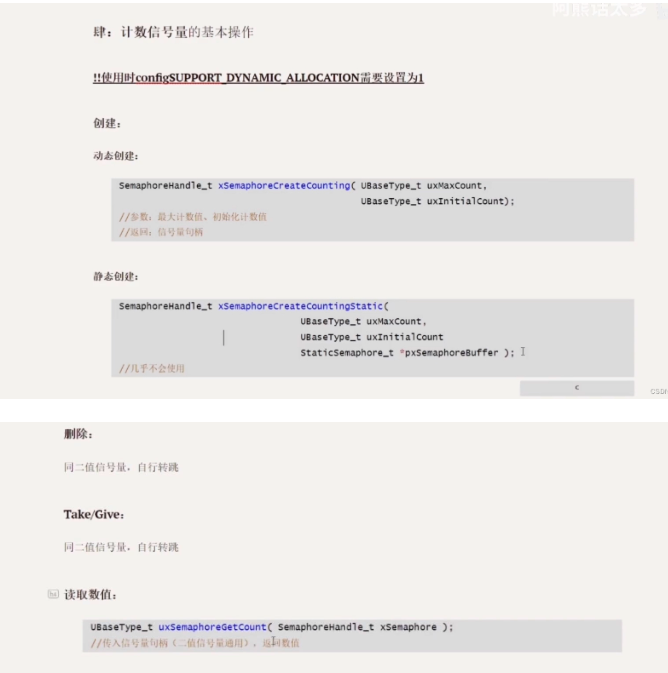 阿熊话太多
肆：计数信号量的基本操作
!!使用时configSUPPORT_DYNAMIC_ALLOCATION需要设置为1
创建：
动态创建：
SemaphoreHandle_t xSemaphoreCreateCounting( UBaseType_t uxMaxCount,
UBaseType_t uxInitialCount);
//参数：最大计数值、初始化计数值
//返回：信号量句柄
静态创建：
SemaphoreHandle_t xSemaphoreCreateCountingStatic(
UBaseType_t uxMaxCount,
UBaseType_t uxInitialCount
StaticSemaphore_t *pxSemaphoreBuffer );
//几乎不会使用
c
删除：
同二值信号量，自行转跳
Take/Give：
同二值信号量，自行转跳
读取数值：
UBaseType_t uxSemaphoreGetCount( SemaphoreHandle_t xSemaphore );
//传入信号量句柄（二值信号量通用），返回数值